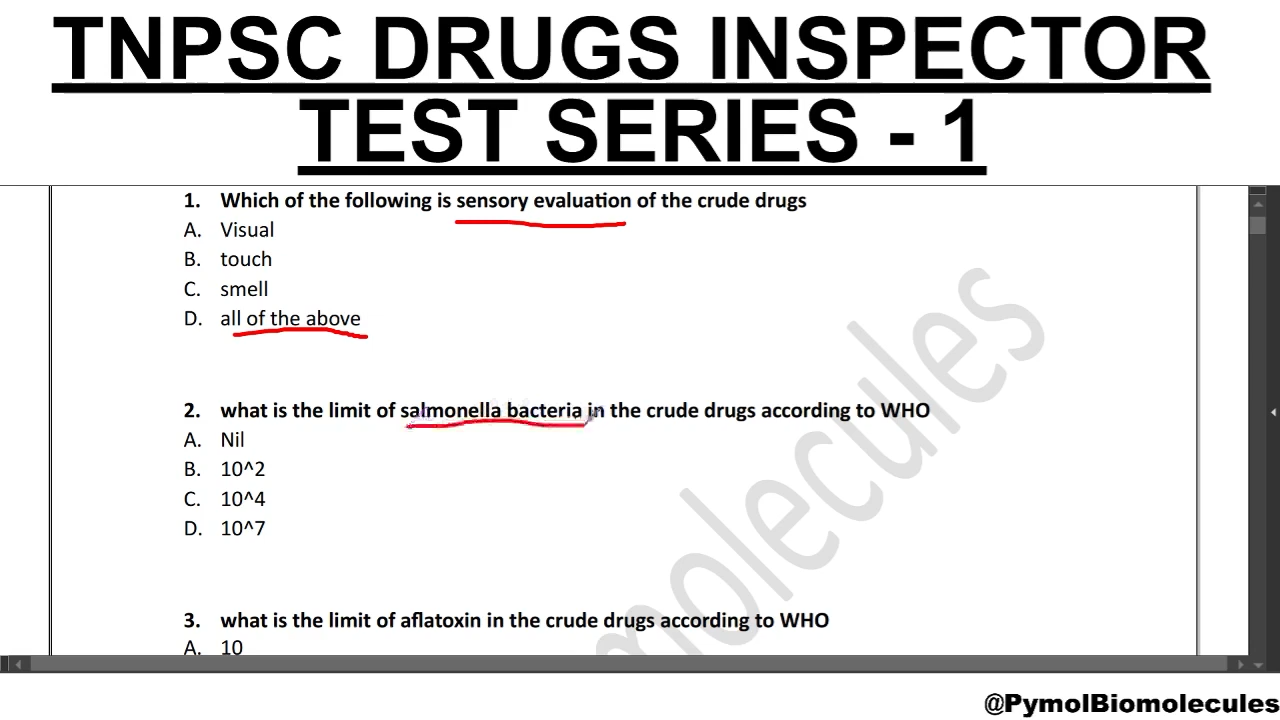 TNPSC DRUGS INSPECTOR
TEST SERIES - 1
1. Which of the following is sensory evaluation of the crude drugs
A. Visual
B. touch
C. smell
D. all of the above
2. what is the limit of salmonella bacteria in the crude drugs according to WHO
A. Nil
B. 10^2
C. 10^4
D. 10^7
3. what is the limit of aflatoxin in the crude drugs according to WHO
A. 10
molecules
@PymolBiomolecules